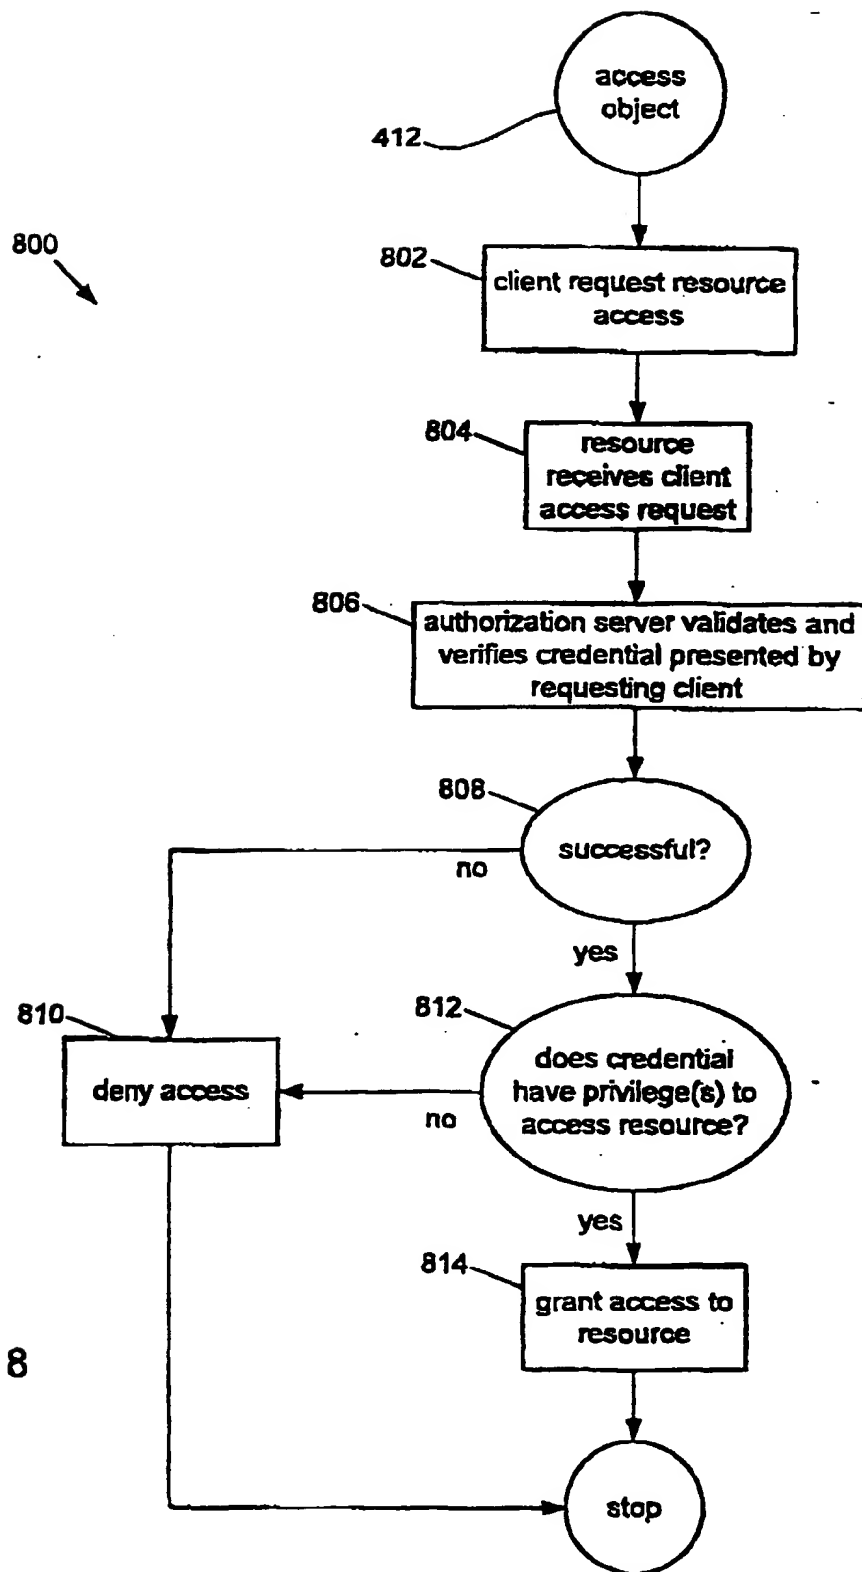 access
object
412
800
802
client request resource
access
804
resource
receives client
access request
806
authorization server validates and
verifies credential presented by
requesting client
808
successful?
no
yes
810
deny access
812
does credential
have privilege(s) to
access resource?
no
yes
814
grant access to
resource
8
stop